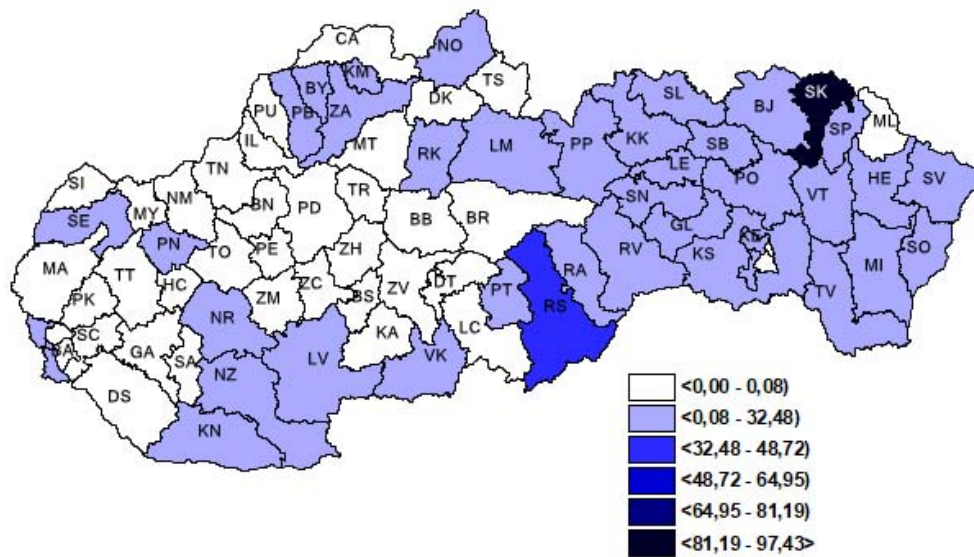 CA
NO
KM
TS
BY
PU
PB
ZA
DK
SL
BJ
SK
ML
IL
MT
RK
LM
PP
KK
SB
SP
TN
LE
PO
SI
NM
TR
SN
VT
HE
SV
SE
MY
BN
PD
BB
BR
PN
TO
PE
ZH
RV
GL
KS
SO
MA
TT
HC
ZM
ZC
BS
ZV
DT
PT
RA
RS
TV
MI
PK
SC
NR
KA
LC
BA
GA
SA
LV
VK
DS
NZ
KN
<0,00 - 0,08)
<0,08 - 32,48)
<32,48 - 48,72)
<48,72 - 64,95)
<64,95 - 81,19)
<81,19 - 97,43>